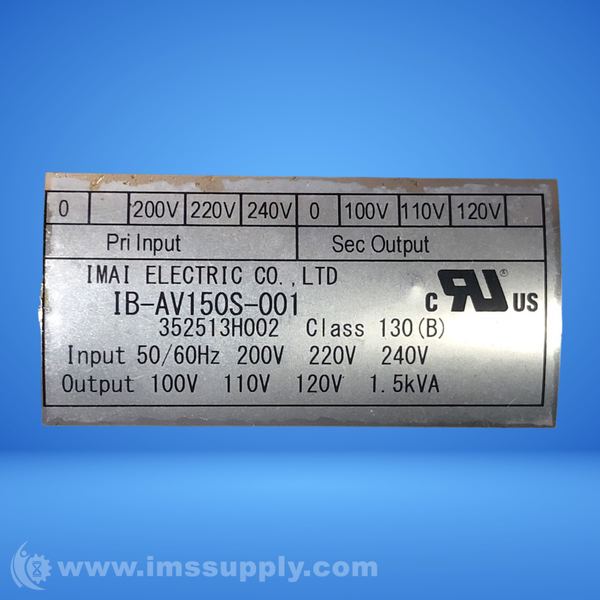 0 200V 220V 240V 0 100V 110V 120V
Pri Input Sec Output
IMAI ELECTRIC CO.,LTD
IB-AV150S-001
C RU ® US
352513H002 Class 130(B)
Input 50/60Hz 200V 220V 240V
Output 100V 110V 120V 1.5kVA
www.imssupply.com